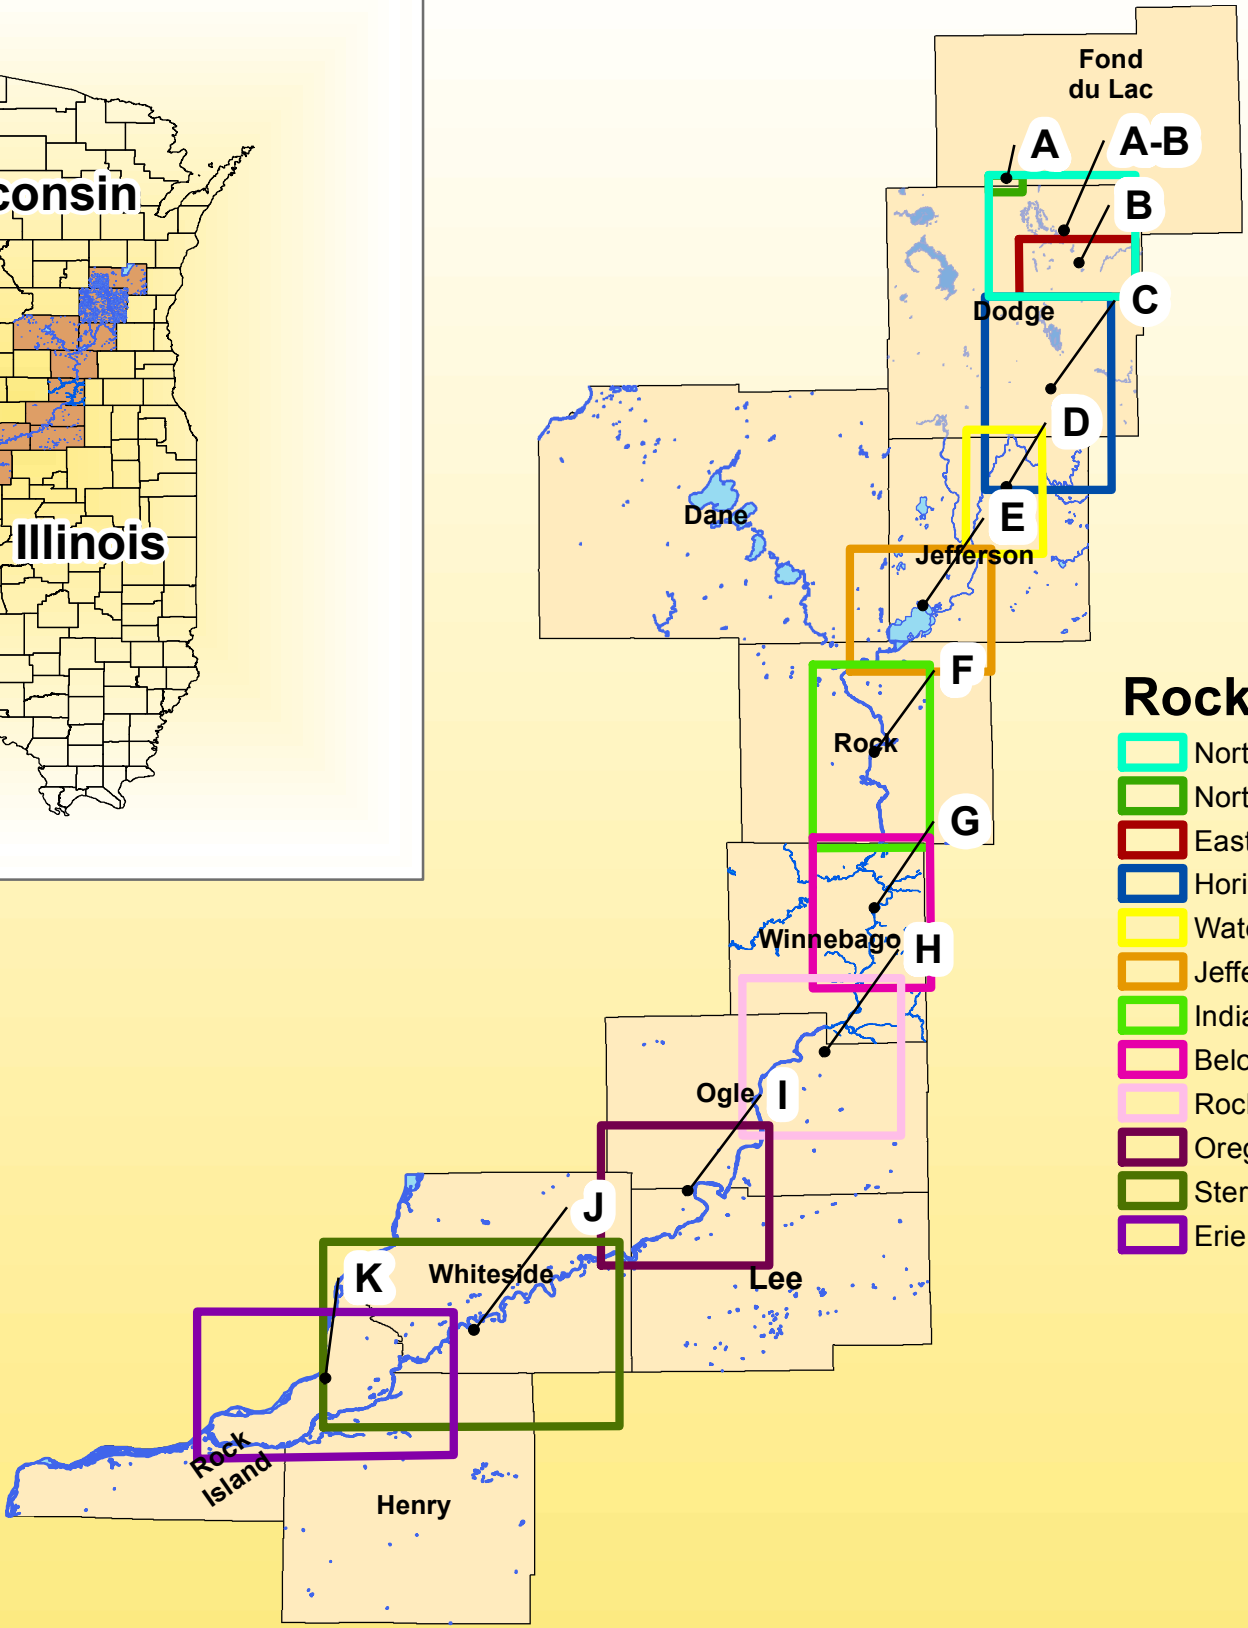 consin
Illinois
Fond
du Lac
A
A-B
B
C
Dodge
D
E
Dane
Jefferson
F
Rock
G
Winnebago
H
Ogle
I
J
K
Whiteside
Lee
Rock
Island
Henry
Rock
Nort
Nort
East
Hori
Wate
Jeffe
India
Belo
Rock
Oreg
Ster
Erie